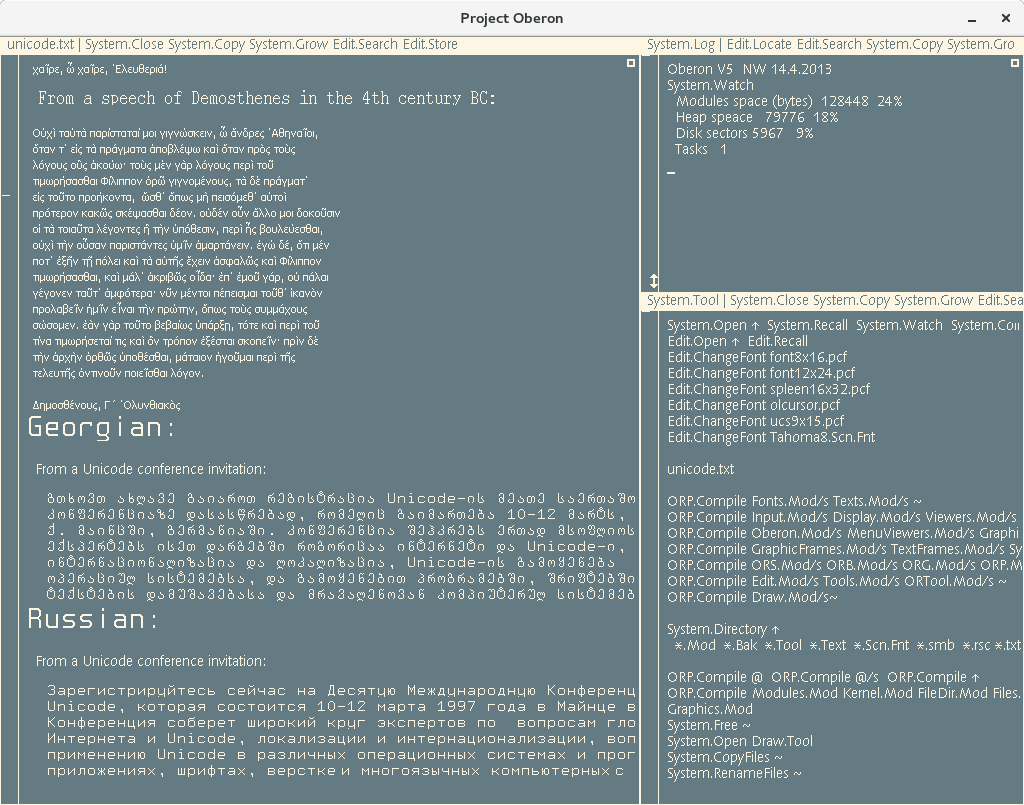 Project Oberon
unicode.txt | System.Close System.Copy System.Grow Edit.Search Edit.Store
χαῖρε, ὦ χαῖρε, ᾿Ελευθεριά!
From a speech of Demosthenes in the 4th century BC:
Οὐχὶ ταὐτὰ παρίσταταί μοι γιγνώσκειν, ὦ ἄνδρες ᾿Αθηναῖοι,
ὅταν τ᾿ εἰς τὰ πράγματα ἀποβλέψω καὶ ὅταν πρὸς τοὺς
λόγους οὓς ἀκούω· τοὺς μὲν γὰρ λόγους περὶ τοῦ
τιμωρήσασθαι Φίλιππον ὁρῶ γιγνομένους, τὰ δὲ πράγματ᾿
εἰς τοῦτο προήκοντα, ὥσθ᾿ ὅπως μὴ πεισόμεθ᾿ αὐτοὶ
πρότερον κακῶς σκέψασθαι δέον. οὐδέν οὖν ἄλλο μοι δοκοῦσιν
οἱ τὰ τοιαῦτα λέγοντες ἢ τὴν ὑπόθεσιν, περὶ ἧς βουλεύεσθαι,
οὐχὶ τὴν οὖσαν παριστάντες ὑμῖν ἁμαρτάνειν. ἐγὼ δέ, ὅτι μέν
ποτ᾿ ἐξῆν τῇ πόλει καὶ τὰ αὑτῆς ἔχειν ἀσφαλῶς καὶ Φίλιππον
τιμωρήσασθαι, καὶ μάλ᾿ ἀκριβῶς οἶδα· ἐπ᾿ ἐμοῦ γάρ, οὐ πάλαι
γέγονεν ταῦτ᾿ ἀμφότερα· νῦν μέντοι πέπεισμαι τοῦθ᾿ ἱκανὸν
προλαβεῖν ἡμῖν εἶναι τὴν πρώτην, ὅπως τοὺς συμμάχους
σώσομεν. ἐὰν γὰρ τοῦτο βεβαίως ὑπάρξῃ, τότε καὶ περὶ τοῦ
τίνα τιμωρήσεταί τις καὶ ὃν τρόπον ἐξέσται σκοπεῖν· πρὶν δὲ
τὴν ἀρχὴν ὀρθῶς ὑποθέσθαι, μάταιον ἡγοῦμαι περὶ τῆς
τελευτῆς ὁντινοῦν ποιεῖσθαι λόγον.
Δημοσθένους, Γ´ ᾿Ολυνθιακὸς
Georgian:
From a Unicode conference invitation:
გთხოვთ ახლავე გაიაროთ რეგისტრაცია Unicode-ის მეათე საერთაშო
კონფერენციაზე დასასწრებად, რომელიც გაიმართება 10-12 მარტს,
ქ. მაინცში, გერმანიაში. კონფერენცია შეჰკრებს ერთად მსოფლიოს
ექსპერტებს ისეთ დარგებში როგორიცაა ინტერნეტი და Unicode-ი,
ინტერნაციონალიზაცია და ლოკალიზაცია, Unicode-ის გამოყენება
ოპერაციულ სისტემებსა, და გამოყენებით პროგრამებში, შრიფტებში
ტექსტების დამუშავებასა და მრავალენოვან კომპიუტერულ სისტემებ
Russian:
From a Unicode conference invitation:
Зарегистрируйтесь сейчас на Десятую Международную Конференц
Unicode, которая состоится 10-12 марта 1997 года в Майнце в
Конференция соберет широкий круг экспертов по вопросам гло
Интернета и Unicode, локализации и интернационализации, воп
применению Unicode в различных операционных системах и прог
приложениях, шрифтах, верстке и многоязычных компьютерных с
System.Log | Edit.Locate Edit.Search System.Copy System.Gro
Oberon V5 NW 14.4.2013
System.Watch
Modules space (bytes) 128448 24%
Heap speace 79776 18%
Disk sectors 5967 9%
Tasks 1
System.Tool | System.Close System.Copy System.Grow Edit.Sea
System.Open ↑ System.Recall System.Watch System.Coll
Edit.Open ↑ Edit.Recall
Edit.ChangeFont font8x16.pcf
Edit.ChangeFont font12x24.pcf
Edit.ChangeFont spleen16x32.pcf
Edit.ChangeFont olcursor.pcf
Edit.ChangeFont ucs9x15.pcf
Edit.ChangeFont Tahoma8.Scn.Fnt
unicode.txt
ORP.Compile Fonts.Mod/s Texts.Mod/s ~
ORP.Compile Input.Mod/s Display.Mod/s Viewers.Mod/s
ORP.Compile Oberon.Mod/s MenuViewers.Mod/s Graphi
ORP.Compile GraphicFrames.Mod/s TextFrames.Mod/s Sy
ORP.Compile ORS.Mod/s ORB.Mod/s ORG.Mod/s ORP.M
ORP.Compile Edit.Mod/s Tools.Mod/s ORTool.Mod/s ~
ORP.Compile Draw.Mod/s~
System.Directory ↑
*.Mod *.Bak *.Tool *.Text *.Scn.Fnt *.smb *.rsc *.txt
ORP.Compile @ ORP.Compile @/s ORP.Compile ↑
ORP.Compile Modules.Mod Kernel.Mod FileDir.Mod Files.
Graphics.Mod
System.Free ~
System.Open Draw.Tool
System.CopyFiles ~
System.RenameFiles ~